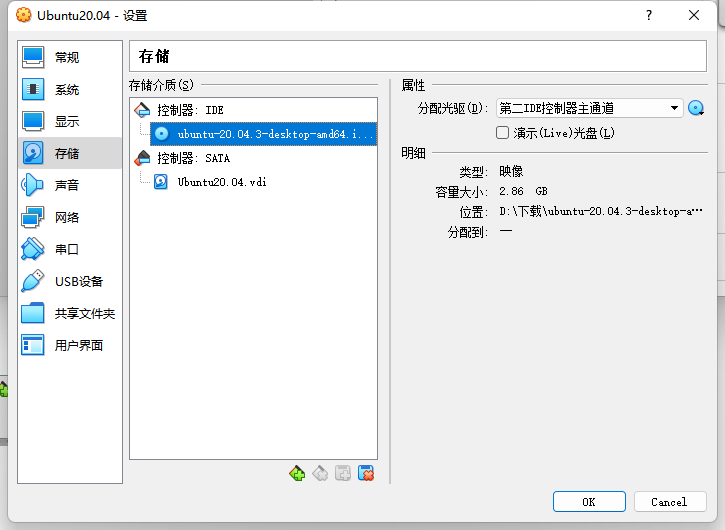 Ubuntu20.04 - 设置
?
常规
系统
显示
存储
声音
网络
串口
USB设备
共享文件夹
用户界面
存储
存储介质(S)
控制器: IDE
ubuntu-20.04.3-desktop-amd64.i...
控制器: SATA
Ubuntu20.04.vdi
属性
分配光驱(D): 第二IDE控制器主通道
演示(Live)光盘(L)
明细
类型: 映像
容量大小: 2.86 GB
位置: D:\下载\ubuntu-20.04.3-desktop-a…
分配到: —
OK
Cancel